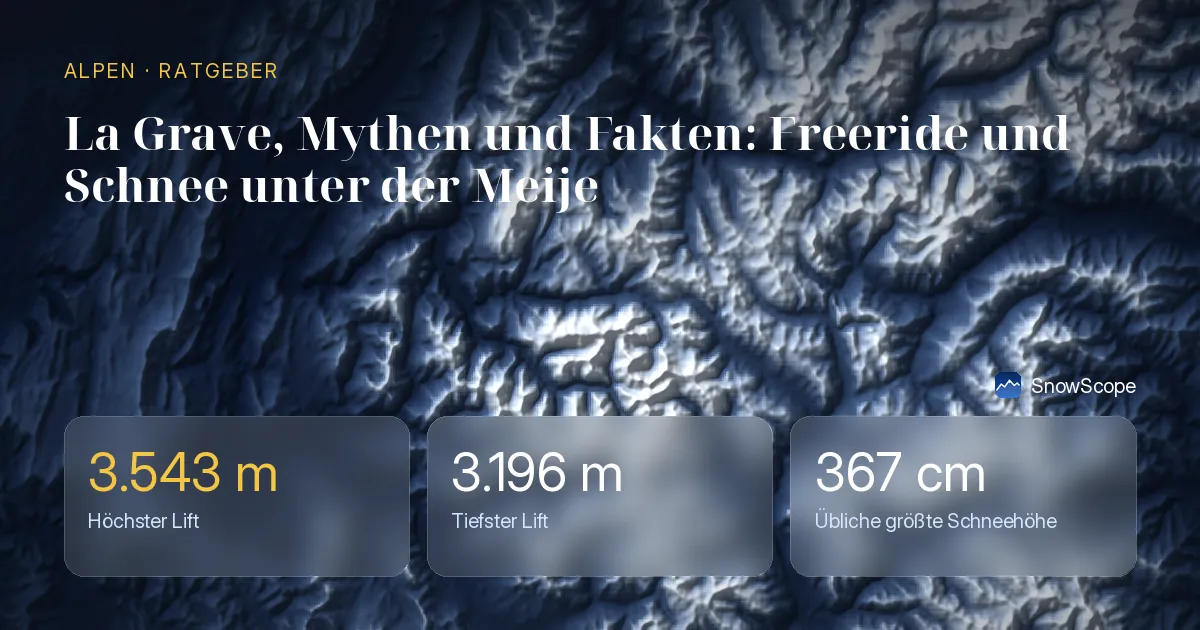 ALPEN · RATGEBER
La Grave, Mythen und Fakten: Freeride und
Schnee unter der Meije
SnowScope
3.543 m
Höchster Lift
3.196 m
Tiefster Lift
367 cm
Übliche größte Schneehöhe